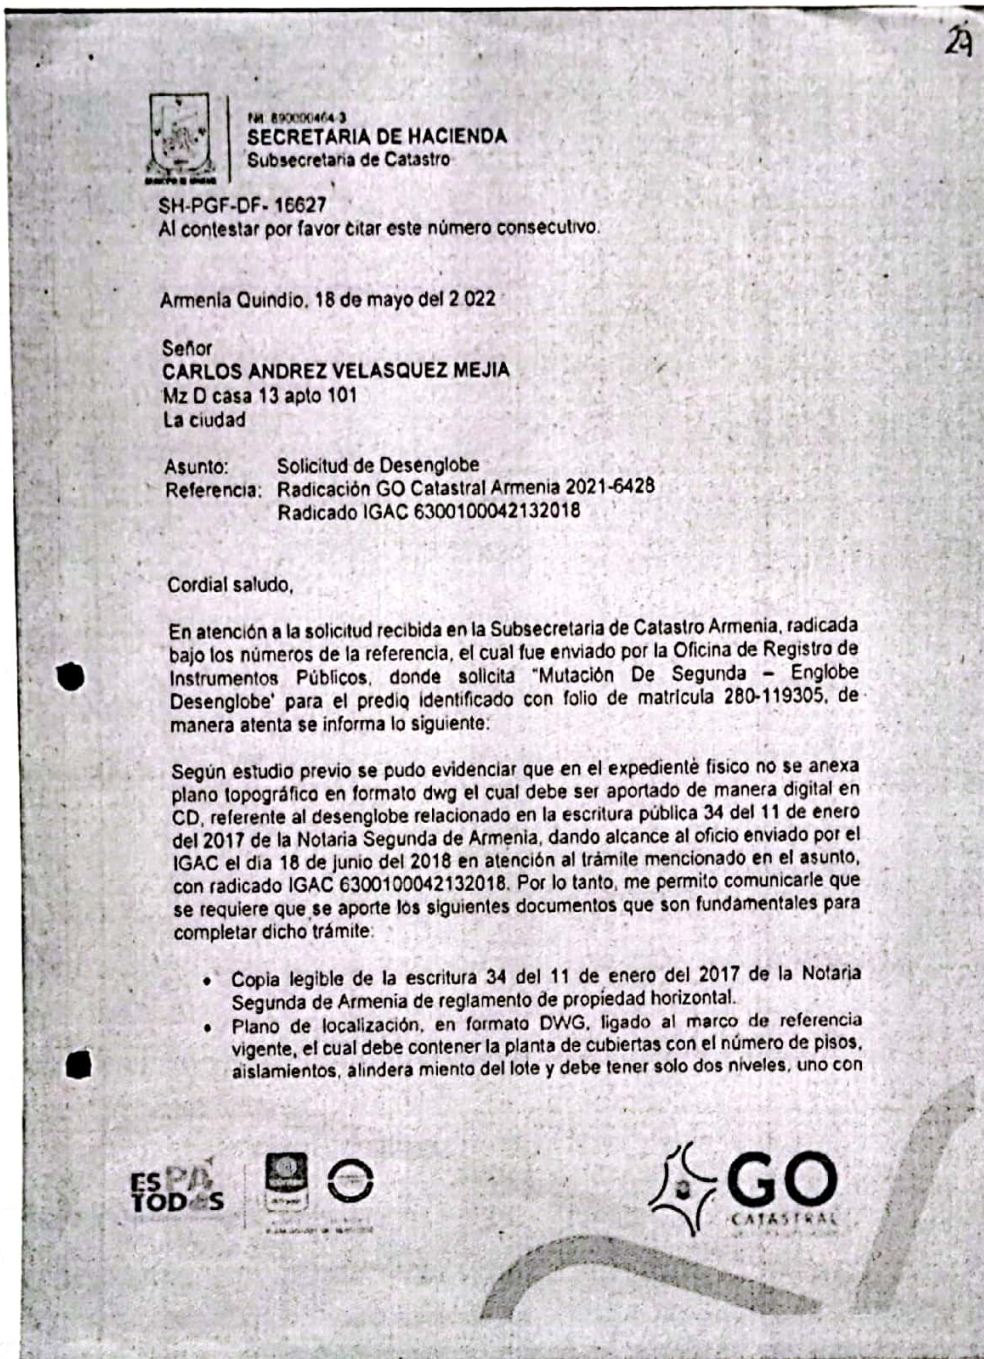 29
Nit. 890000464-3
SECRETARIA DE HACIENDA
Subsecretaria de Catastro
SH-PGF-DF- 16627
Al contestar por favor citar este número consecutivo.
Armenia Quindio, 18 de mayo del 2.022
Señor
CARLOS ANDREZ VELASQUEZ MEJIA
Mz D casa 13 apto 101
La ciudad
Asunto: Solicitud de Desenglobe
Referencia: Radicación GO Catastral Armenia 2021-6428
Radicado IGAC 6300100042132018
Cordial saludo,
En atención a la solicitud recibida en la Subsecretaria de Catastro Armenia, radicada
bajo los números de la referencia, el cual fue enviado por la Oficina de Registro de
Instrumentos Públicos, donde solicita "Mutación De Segunda – Englobe
Desenglobe' para el predio identificado con folio de matrícula 280-119305, de
manera atenta se informa lo siguiente:
Según estudio previo se pudo evidenciar que en el expediente físico no se anexa
plano topográfico en formato dwg el cual debe ser aportado de manera digital en
CD, referente al desenglobe relacionado en la escritura pública 34 del 11 de enero
del 2017 de la Notaria Segunda de Armenia, dando alcance al oficio enviado por el
IGAC el día 18 de junio del 2018 en atención al trámite mencionado en el asunto,
con radicado IGAC 6300100042132018. Por lo tanto, me permito comunicarle que
se requiere que se aporte los siguientes documentos que son fundamentales para
completar dicho trámite:
• Copia legible de la escritura 34 del 11 de enero del 2017 de la Notaria
Segunda de Armenia de reglamento de propiedad horizontal.
• Plano de localización, en formato DWG, ligado al marco de referencia
vigente, el cual debe contener la planta de cubiertas con el número de pisos,
aislamientos, alindera miento del lote y debe tener solo dos niveles, uno con
ES PA
TODOS
GO
CATASTRAL